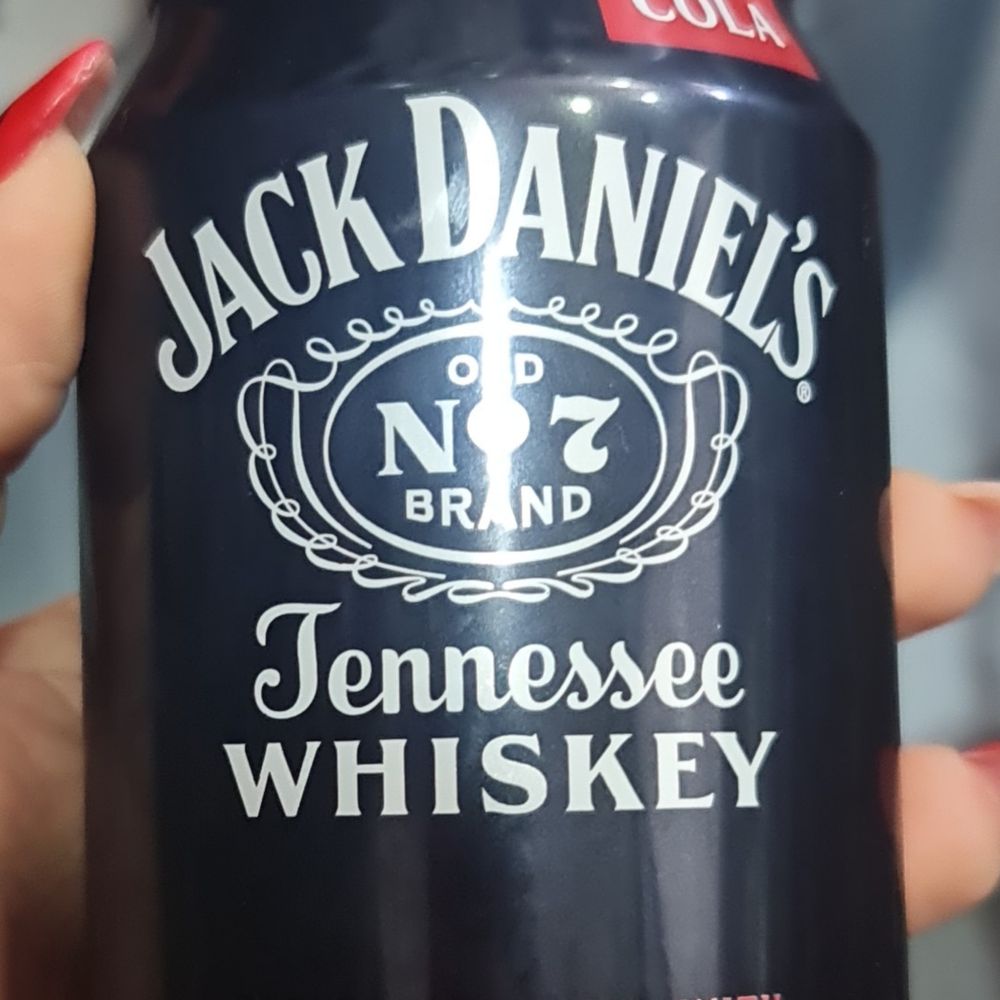 COLA
JACK DANIEL'S®
OLD
Nº 7
BRAND
Tennessee
WHISKEY